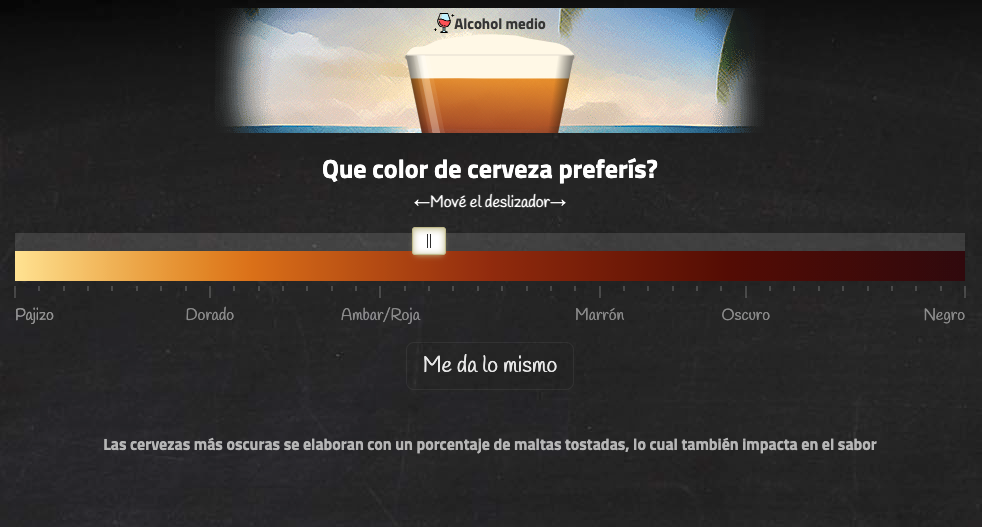 Alcohol medio
Que color de cerveza preferís?
←Mové el deslizador→
Pajizo Dorado Ambar/Roja Marrón Oscuro Negro
Me da lo mismo
Las cervezas más oscuras se elaboran con un porcentaje de maltas tostadas, lo cual también impacta en el sabor